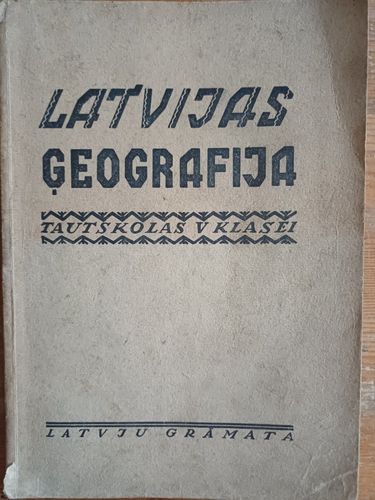 LATVIJAS
ĢEOGRAFIJA
TAUTSKOLAS V KLASEI
LATVJU GRĀMATA